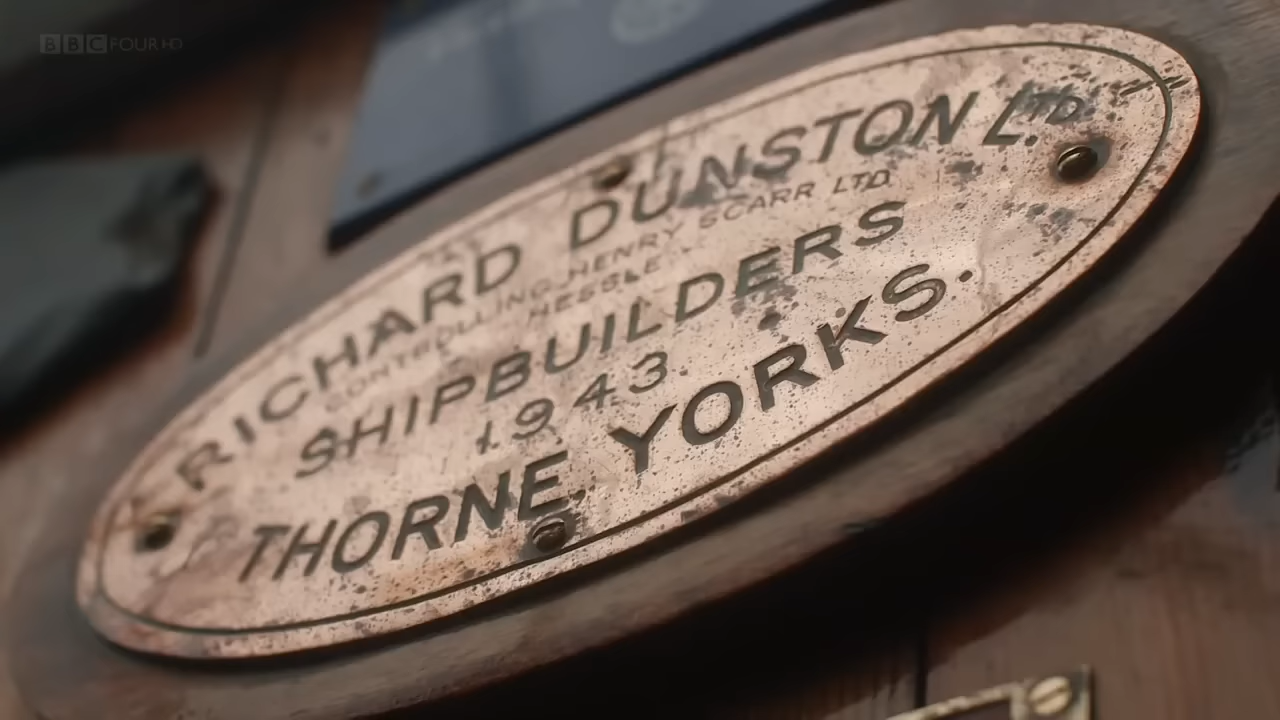 BBC FOUR HD
RICHARD DUNSTON LTD
CONTROLLING HENRY SCARR LTD
HESSLE
SHIPBUILDERS
1943.
THORNE, YORKS.